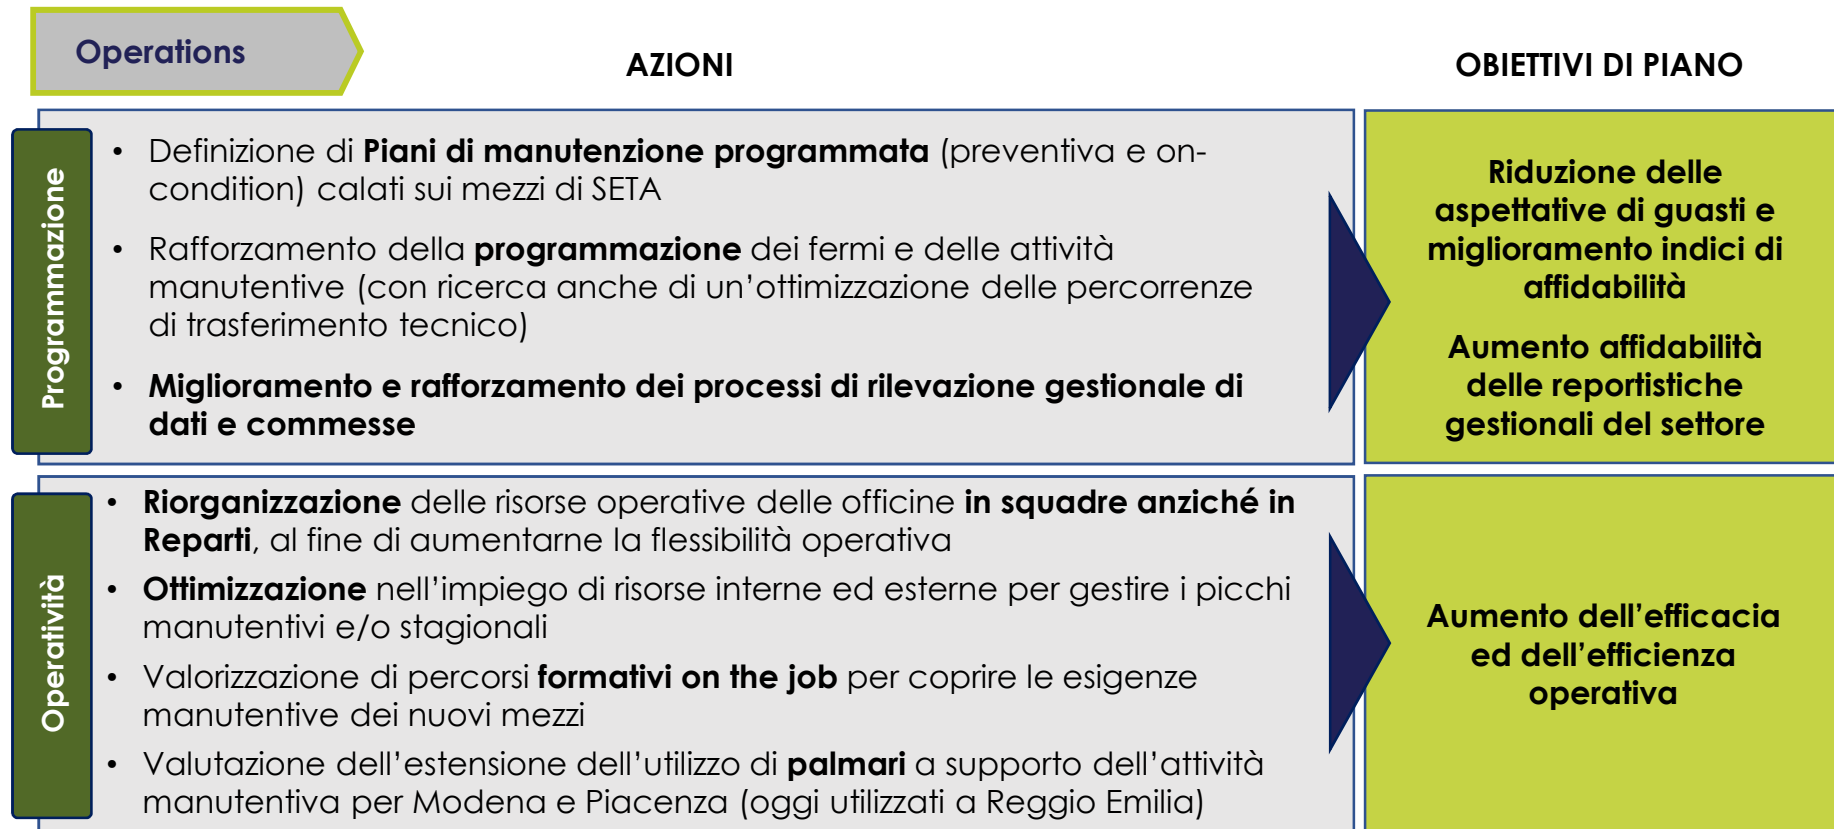 Operations
AZIONI
OBIETTIVI DI PIANO
Programmazione
• Definizione di Piani di manutenzione programmata (preventiva e on-
condition) calati sui mezzi di SETA
• Rafforzamento della programmazione dei fermi e delle attività
manutentive (con ricerca anche di un’ottimizzazione delle percorrenze
di trasferimento tecnico)
• Miglioramento e rafforzamento dei processi di rilevazione gestionale di
dati e commesse
Riduzione delle
aspettative di guasti e
miglioramento indici di
affidabilità
Aumento affidabilità
delle reportistiche
gestionali del settore
Operatività
• Riorganizzazione delle risorse operative delle officine in squadre anziché in
Reparti, al fine di aumentarne la flessibilità operativa
• Ottimizzazione nell’impiego di risorse interne ed esterne per gestire i picchi
manutentivi e/o stagionali
• Valorizzazione di percorsi formativi on the job per coprire le esigenze
manutentive dei nuovi mezzi
• Valutazione dell’estensione dell’utilizzo di palmari a supporto dell’attività
manutentiva per Modena e Piacenza (oggi utilizzati a Reggio Emilia)
Aumento dell’efficacia
ed dell’efficienza
operativa